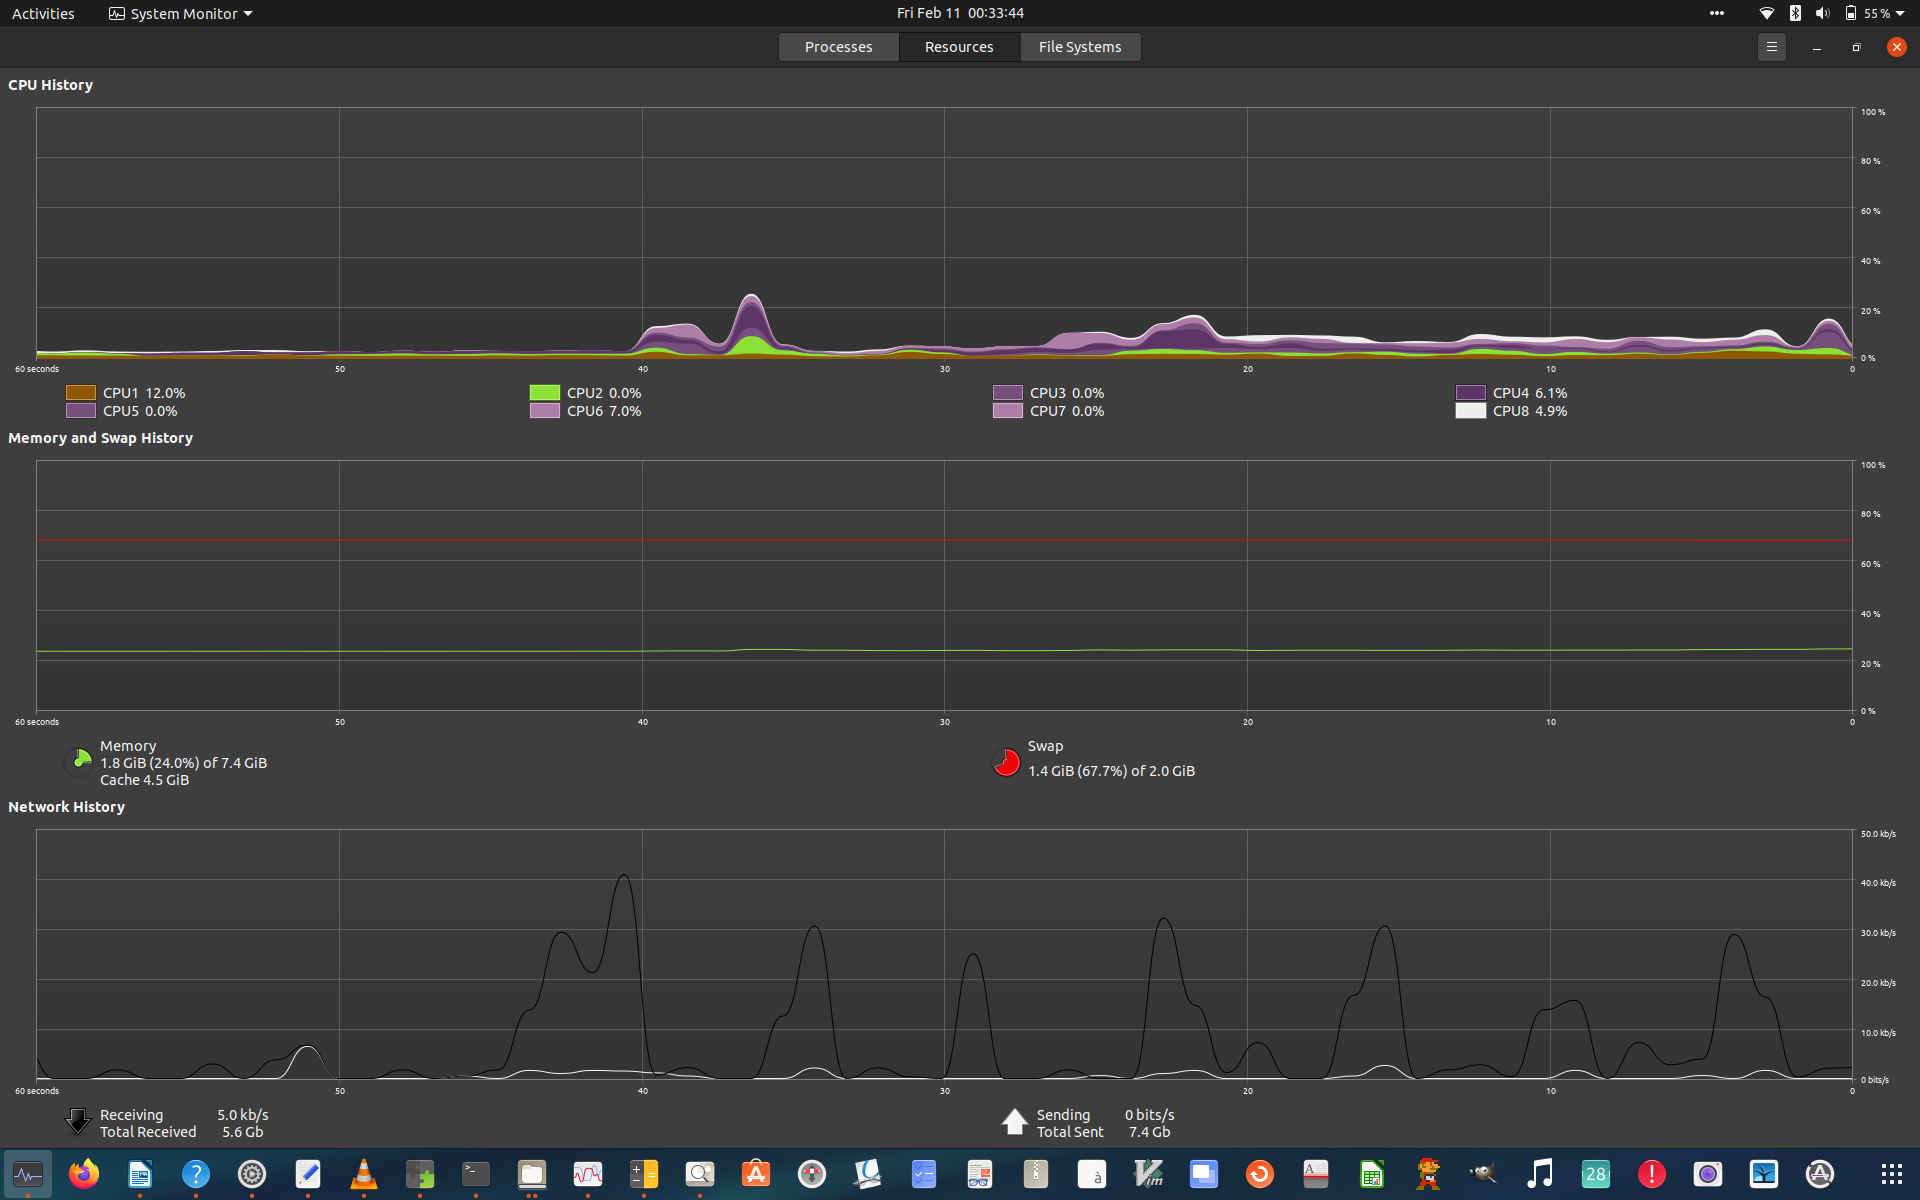 Activities System Monitor Fri Feb 11 00:33:44 55 %
Processes Resources File Systems
CPU History
100 %
80 %
60 %
40 %
20 %
0 %
60 seconds 50 40 30 20 10 0
CPU1 12.0% CPU2 0.0% CPU3 0.0% CPU4 6.1%
CPU5 0.0% CPU6 7.0% CPU7 0.0% CPU8 4.9%
Memory and Swap History
100 %
80 %
60 %
40 %
20 %
0 %
60 seconds 50 40 30 20 10 0
Memory
1.8 GiB (24.0%) of 7.4 GiB
Cache 4.5 GiB
Swap
1.4 GiB (67.7%) of 2.0 GiB
Network History
50.0 kb/s
40.0 kb/s
30.0 kb/s
20.0 kb/s
10.0 kb/s
0 bits/s
60 seconds 50 40 30 20 10 0
Receiving 5.0 kb/s
Total Received 5.6 Gb
Sending 0 bits/s
Total Sent 7.4 Gb
? >_ à Vim A 28 !